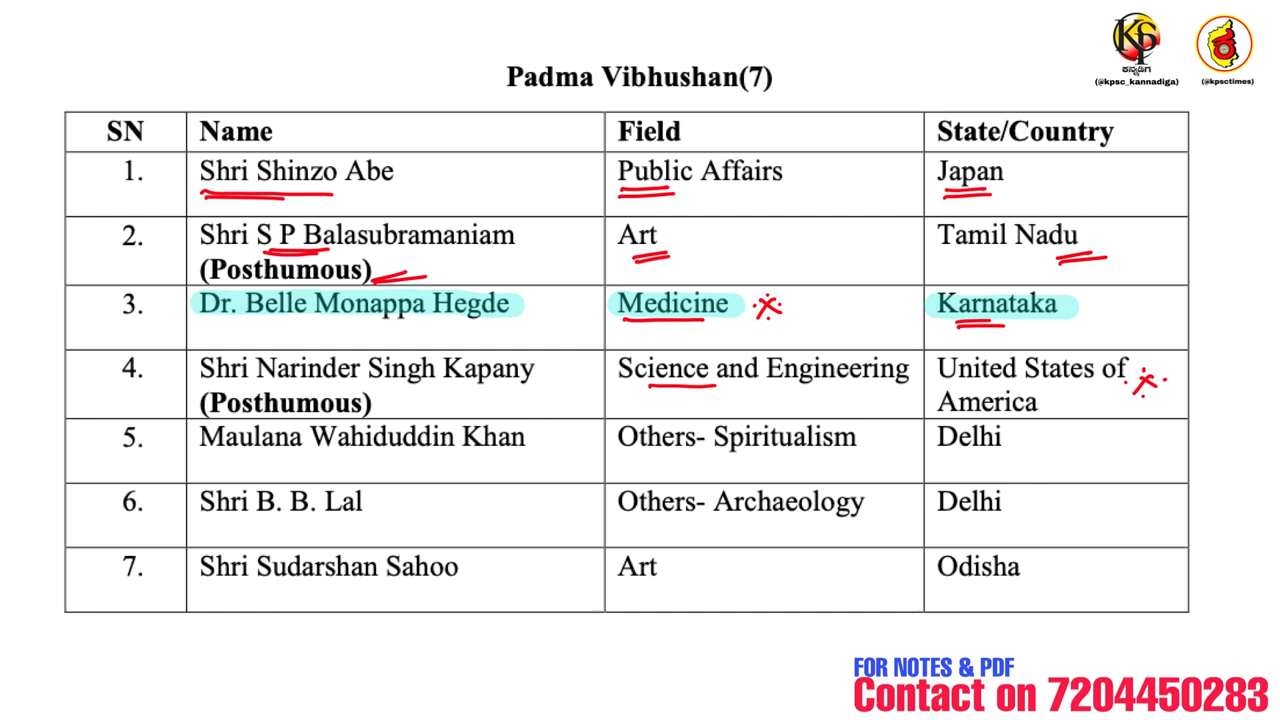 KP
ಕನ್ನಡಿಗ
(@kpsc_kannadiga)
ಕ
(@kpsctimes)
Padma Vibhushan(7)
SN Name Field State/Country
1. Shri Shinzo Abe Public Affairs Japan
2. Shri S P Balasubramaniam Art Tamil Nadu
(Posthumous)
3. Dr. Belle Monappa Hegde Medicine Karnataka
4. Shri Narinder Singh Kapany Science and Engineering United States of
(Posthumous) America
5. Maulana Wahiduddin Khan Others- Spiritualism Delhi
6. Shri B. B. Lal Others- Archaeology Delhi
7. Shri Sudarshan Sahoo Art Odisha
FOR NOTES & PDF
Contact on 7204450283